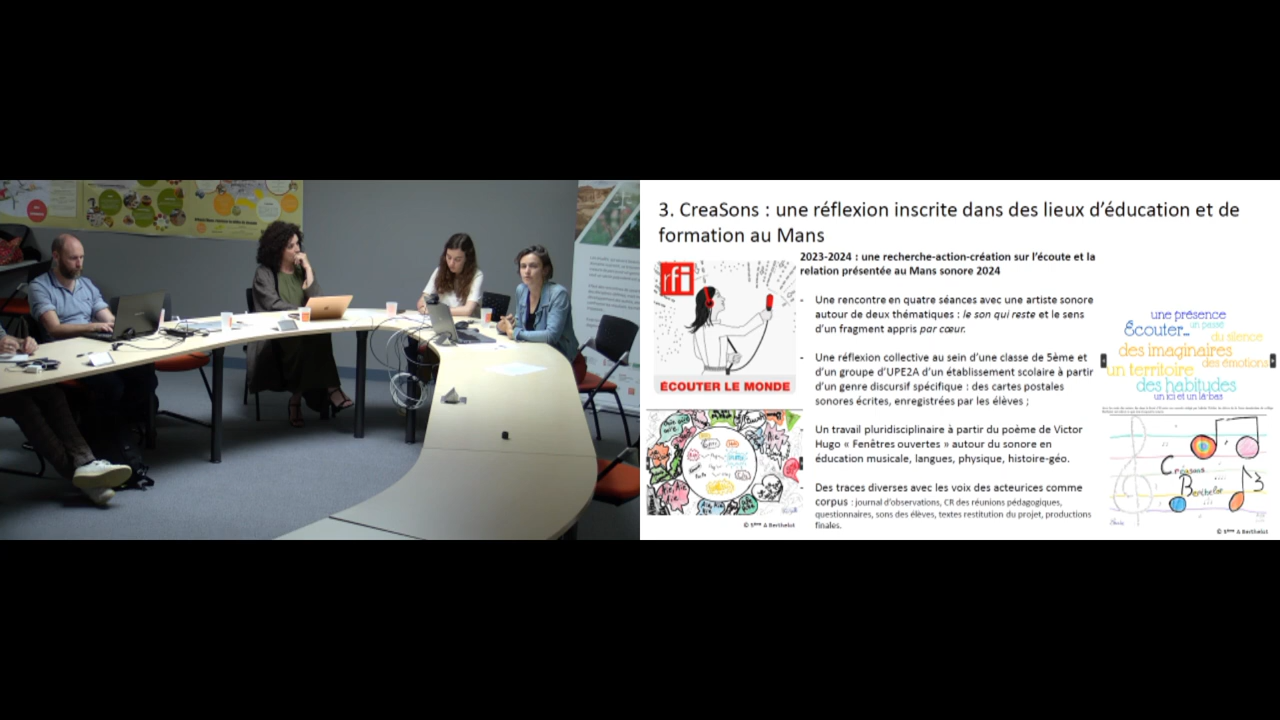 3. CreaSons : une réflexion inscrite dans des lieux d'éducation et de
formation au Mans
2023-2024 : une recherche-action-création sur l'écoute et la
relation présentée au Mans sonore 2024
rfi
ÉCOUTER LE MONDE
- Une rencontre en quatre séances avec une artiste sonore
autour de deux thématiques : le son qui reste et le sens
d'un fragment appris par cœur.
- Une réflexion collective au sein d'une classe de 5ème et
d'un groupe d'UPE2A d'un établissement scolaire à partir
d'un genre discursif spécifique : des cartes postales
sonores écrites, enregistrées par les élèves ;
Un travail pluridisciplinaire à partir du poème de Victor
Hugo « Fenêtres ouvertes » autour du sonore en
éducation musicale, langues, physique, histoire-géo.
- Des traces diverses avec les voix des acteurices comme
corpus : journal d'observations, CR des réunions pédagogiques,
questionnaires, sons des élèves, textes restitution du projet, productions
finales.
une présence
Écouter... un passé
du silence
des imaginaires
des émotions
un territoire
des habitudes
un ici et un là-bas
Creasons
Berthelot
© 5ème A Berthelot
© 5ème A Berthelot